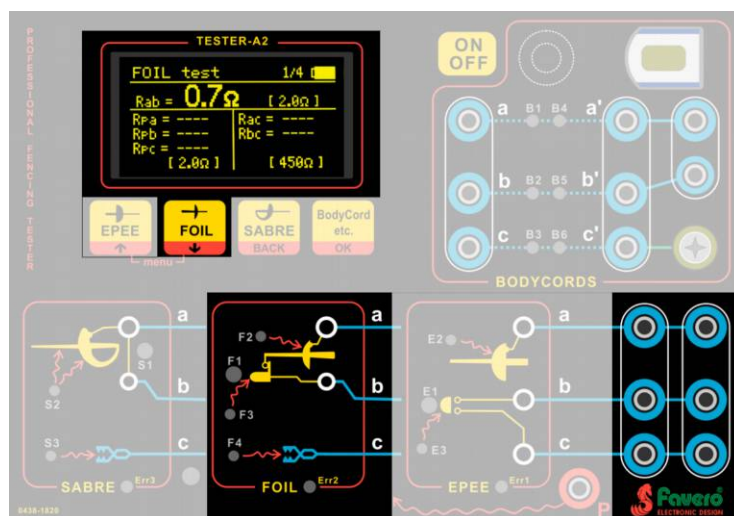 PROFESSIONAL FENCING TESTER
TESTER-A2
FOIL test 1/4
Rab = 0.7Ω [ 2.0Ω ]
Rpa = ---- Rac = ----
Rpb = ---- Rbc = ----
Rpc = ----
[ 2.0Ω ] [ 450Ω ]
EPEE
FOIL
SABRE
BACK
BodyCord
etc.
OK
menu
ON
OFF
a B1 B4 a'
b B2 B5 b'
c B3 B6 c'
BODYCORDS
a
S1
S2
b
S3
c
SABRE Err3
F2
a
F1
b
F3
F4
c
FOIL Err2
E2
a
E1
b
E3
c
EPEE Err1
P
Favero
ELECTRONIC DESIGN
0438-1820